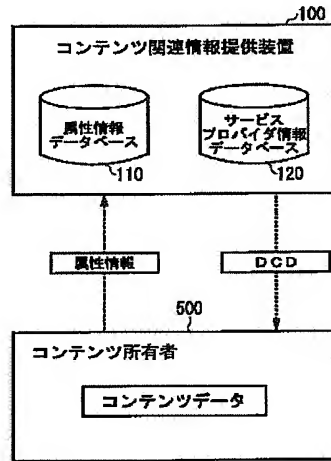 100
コンテンツ関連情報提供装置
属性情報
データベース
110
サービス
プロバイダ情報
データベース
120
属性情報
DCD
500
コンテンツ所有者
コンテンツデータ